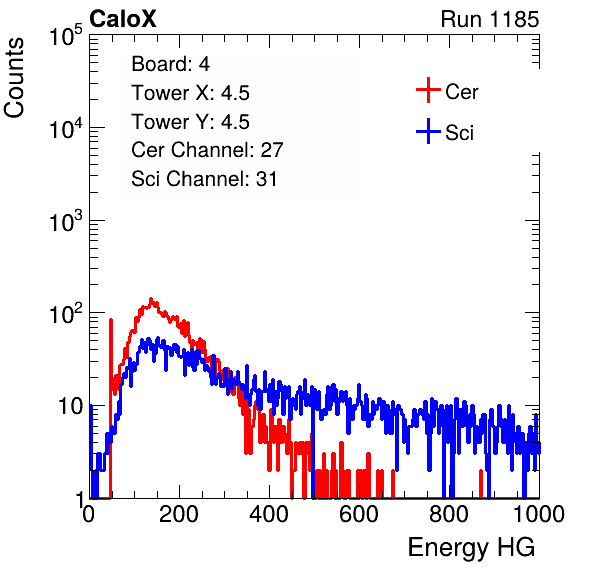 CaloX Run 1185
Counts
10^5
10^4
10^3
10^2
10
1
Board: 4
Tower X: 4.5
Tower Y: 4.5
Cer Channel: 27
Sci Channel: 31
Cer
Sci
0 200 400 600 800 1000
Energy HG